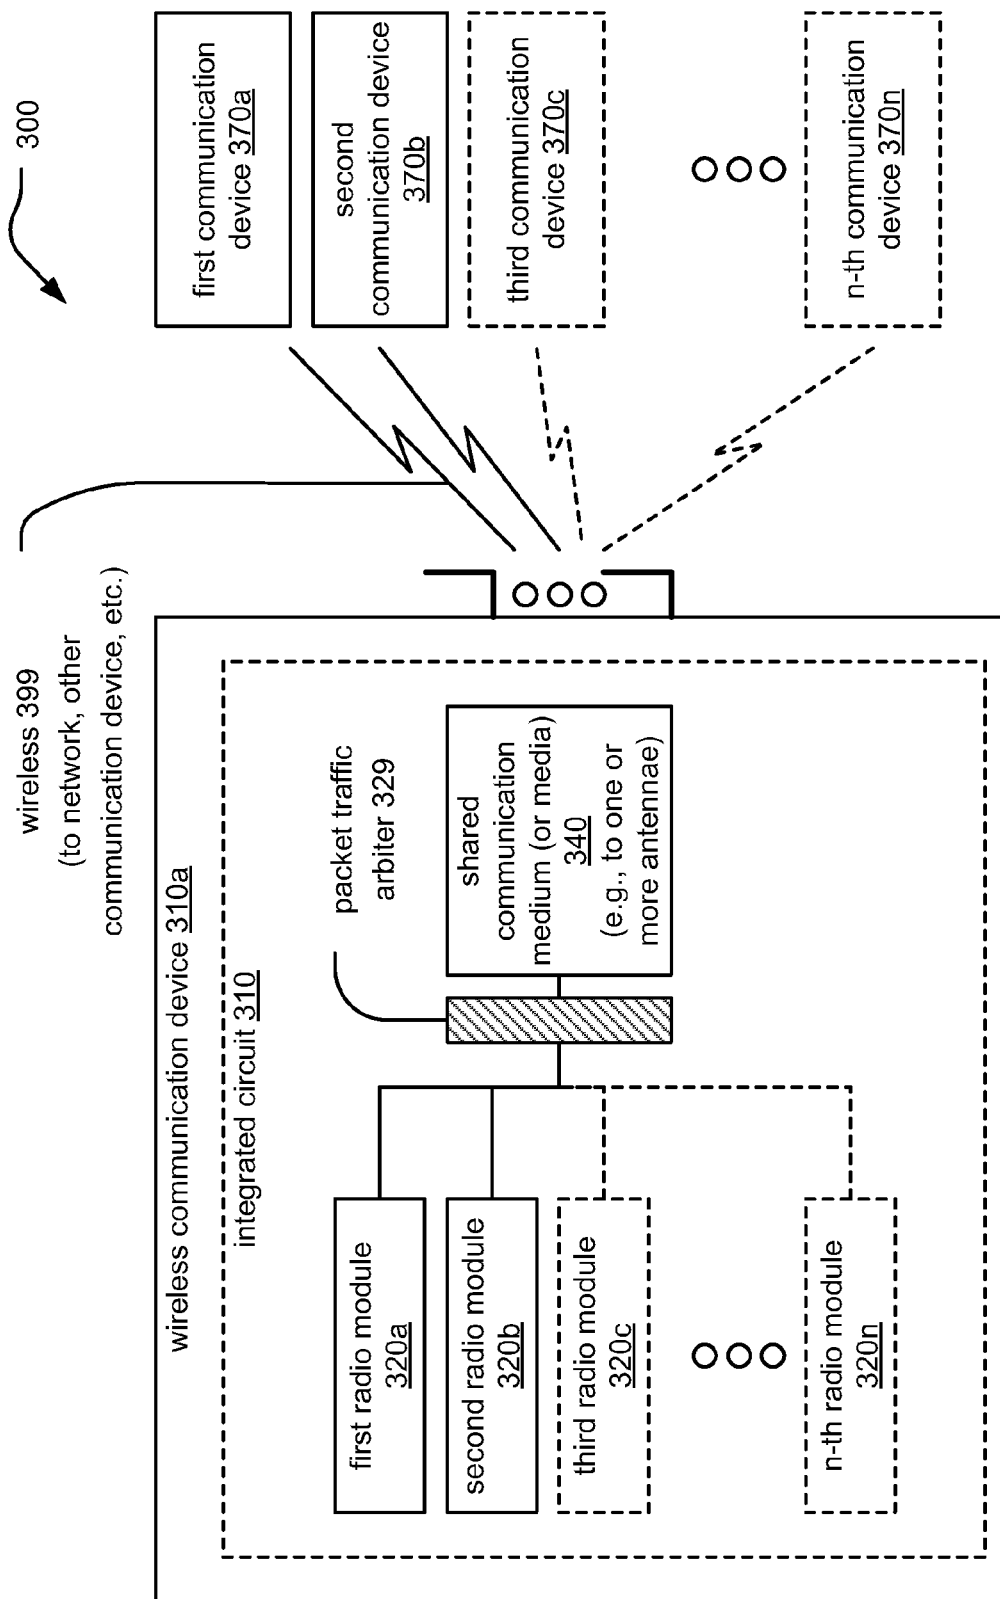 300
wireless 399
(to network, other
communication device, etc.)
wireless communication device 310a
integrated circuit 310
packet traffic
arbiter 329
first radio module
320a
second radio module
320b
third radio module
320c
n-th radio module
320n
shared
communication
medium (or media)
340
(e.g., to one or
more antennae)
first communication
device 370a
second
communication device
370b
third communication
device 370c
n-th communication
device 370n